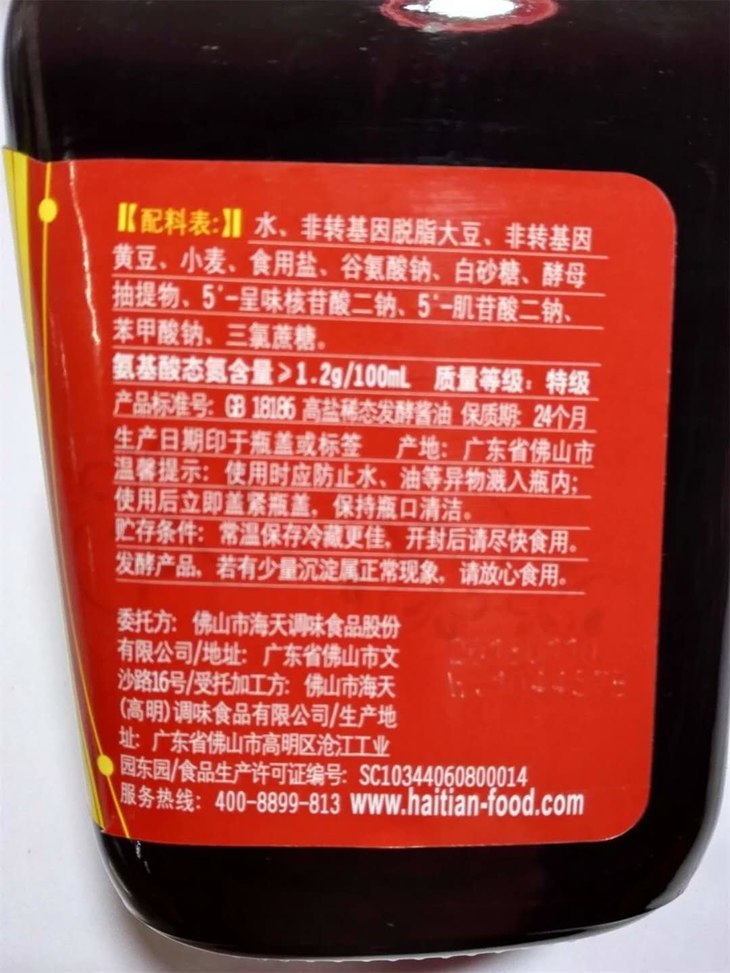 【配料表:】水、非转基因脱脂大豆、非转基因
黄豆、小麦、食用盐、谷氨酸钠、白砂糖、酵母
抽提物、5'-呈味核苷酸二钠、5'-肌苷酸二钠、
苯甲酸钠、三氯蔗糖。
氨基酸态氮含量≥1.2g/100mL 质量等级：特级
产品标准号: GB 18186 高盐稀态发酵酱油 保质期: 24个月
生产日期印于瓶盖或标签 产地: 广东省佛山市
温馨提示: 使用时应防止水、油等异物溅入瓶内;
使用后立即盖紧瓶盖, 保持瓶口清洁。
贮存条件: 常温保存冷藏更佳, 开封后请尽快食用。
发酵产品, 若有少量沉淀属正常现象, 请放心食用。
委托方: 佛山市海天调味食品股份
有限公司/地址: 广东省佛山市文
沙路16号/受托加工方: 佛山市海天
(高明)调味食品有限公司/生产地
址: 广东省佛山市高明区沧江工业
园东园/食品生产许可证编号: SC10344060800014
服务热线: 400-8899-813 www.haitian-food.com